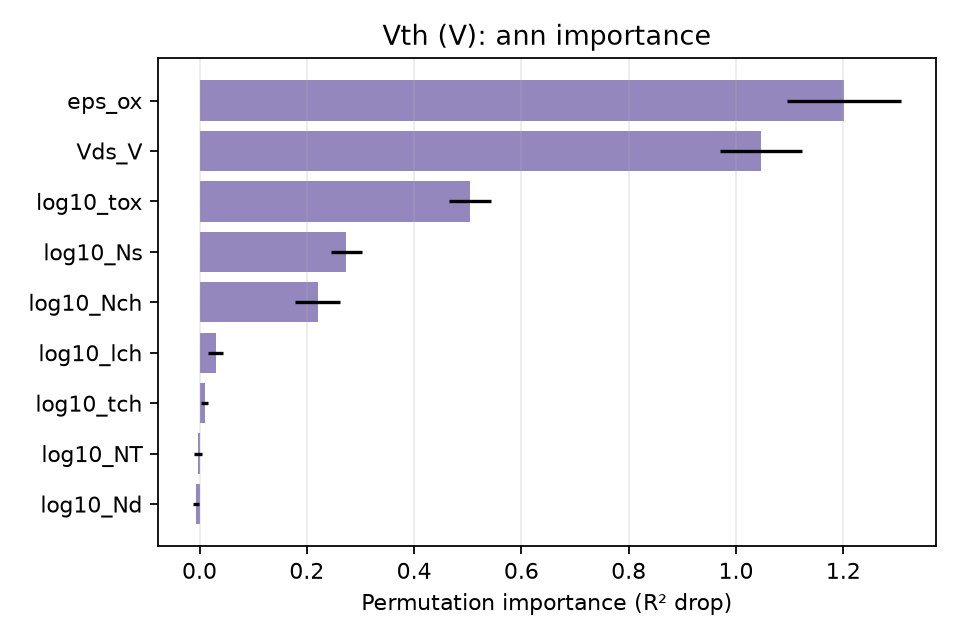 Vth (V): ann importance
eps_ox
Vds_V
log10_tox
log10_Ns
log10_Nch
log10_lch
log10_tch
log10_NT
log10_Nd
0.0 0.2 0.4 0.6 0.8 1.0 1.2
Permutation importance (R² drop)